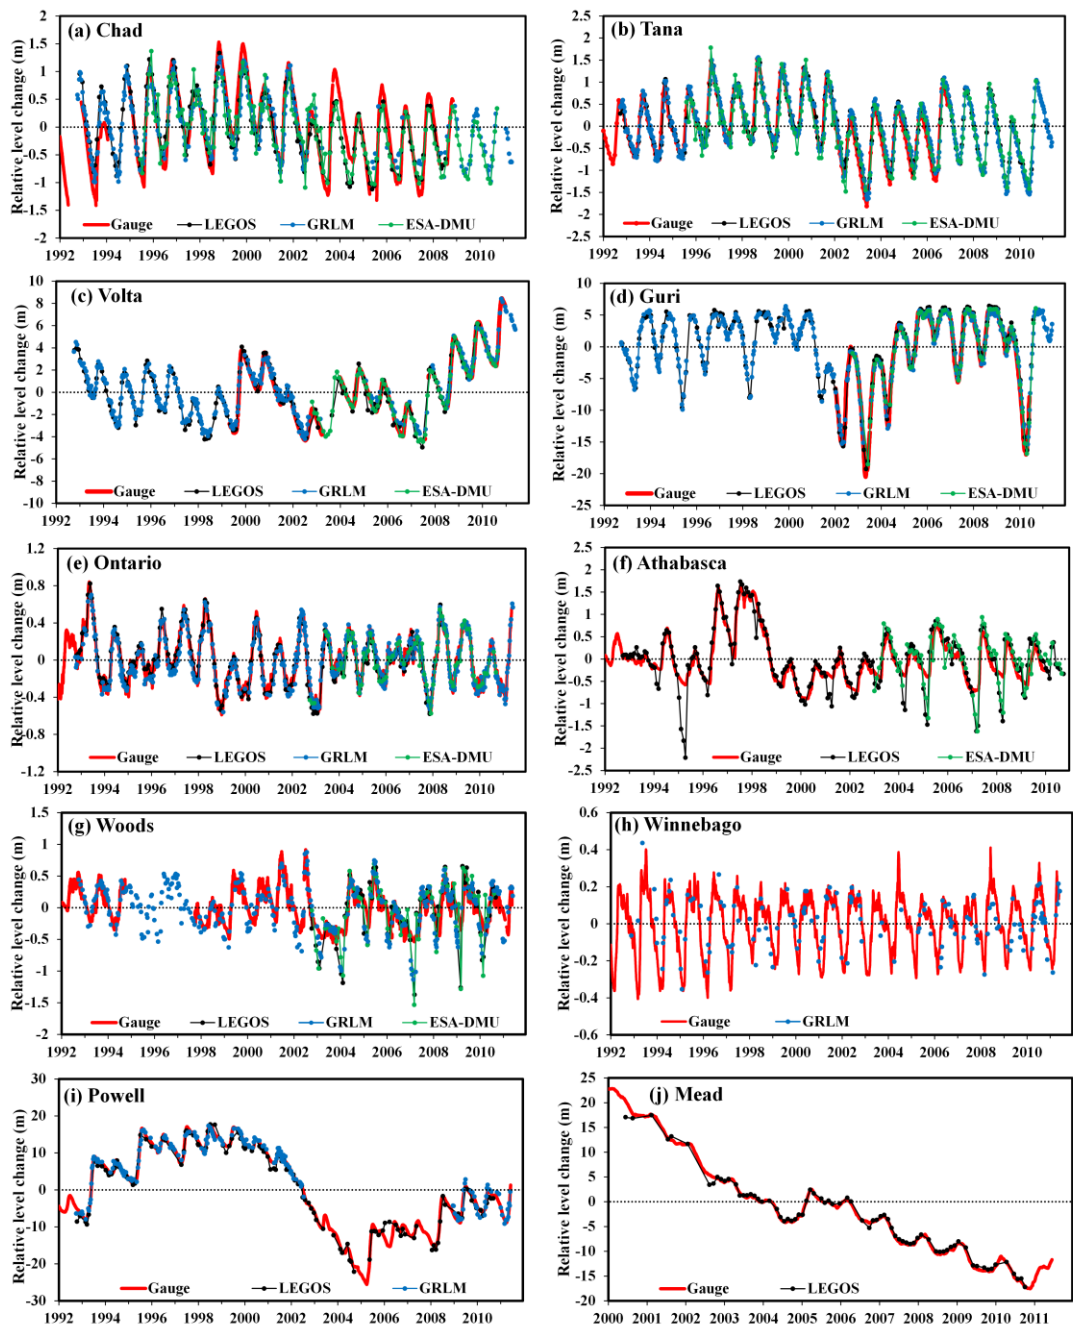 (a) Chad
Relative level change (m)
2
1.5
1
0.5
0
-0.5
-1
-1.5
-2
Gauge LEGOS GRLM ESA-DMU
1992 1994 1996 1998 2000 2002 2004 2006 2008 2010
(b) Tana
Relative level change (m)
2.5
2
1.5
1
0.5
0
-0.5
-1
-1.5
-2
-2.5
Gauge LEGOS GRLM ESA-DMU
1992 1994 1996 1998 2000 2002 2004 2006 2008 2010
(c) Volta
Relative level change (m)
10
8
6
4
2
0
-2
-4
-6
-8
-10
Gauge LEGOS GRLM ESA-DMU
1992 1994 1996 1998 2000 2002 2004 2006 2008 2010
(d) Guri
Relative level change (m)
10
5
0
-5
-10
-15
-20
-25
Gauge LEGOS GRLM ESA-DMU
1992 1994 1996 1998 2000 2002 2004 2006 2008 2010
(e) Ontario
Relative level change (m)
1.2
0.8
0.4
0
-0.4
-0.8
-1.2
Gauge LEGOS GRLM ESA-DMU
1992 1994 1996 1998 2000 2002 2004 2006 2008 2010
(f) Athabasca
Relative level change (m)
2.5
2
1.5
1
0.5
0
-0.5
-1
-1.5
-2
-2.5
Gauge LEGOS ESA-DMU
1992 1994 1996 1998 2000 2002 2004 2006 2008 2010
(g) Woods
Relative level change (m)
1.5
1
0.5
0
-0.5
-1
-1.5
-2
Gauge LEGOS GRLM ESA-DMU
1992 1994 1996 1998 2000 2002 2004 2006 2008 2010
(h) Winnebago
Relative level change (m)
0.6
0.4
0.2
0
-0.2
-0.4
-0.6
Gauge GRLM
1992 1994 1996 1998 2000 2002 2004 2006 2008 2010
(i) Powell
Relative level change (m)
30
20
10
0
-10
-20
-30
Gauge LEGOS GRLM
1992 1994 1996 1998 2000 2002 2004 2006 2008 2010
(j) Mead
Relative level change (m)
25
20
15
10
5
0
-5
-10
-15
-20
Gauge LEGOS
2000 2001 2002 2003 2004 2005 2006 2007 2008 2009 2010 2011